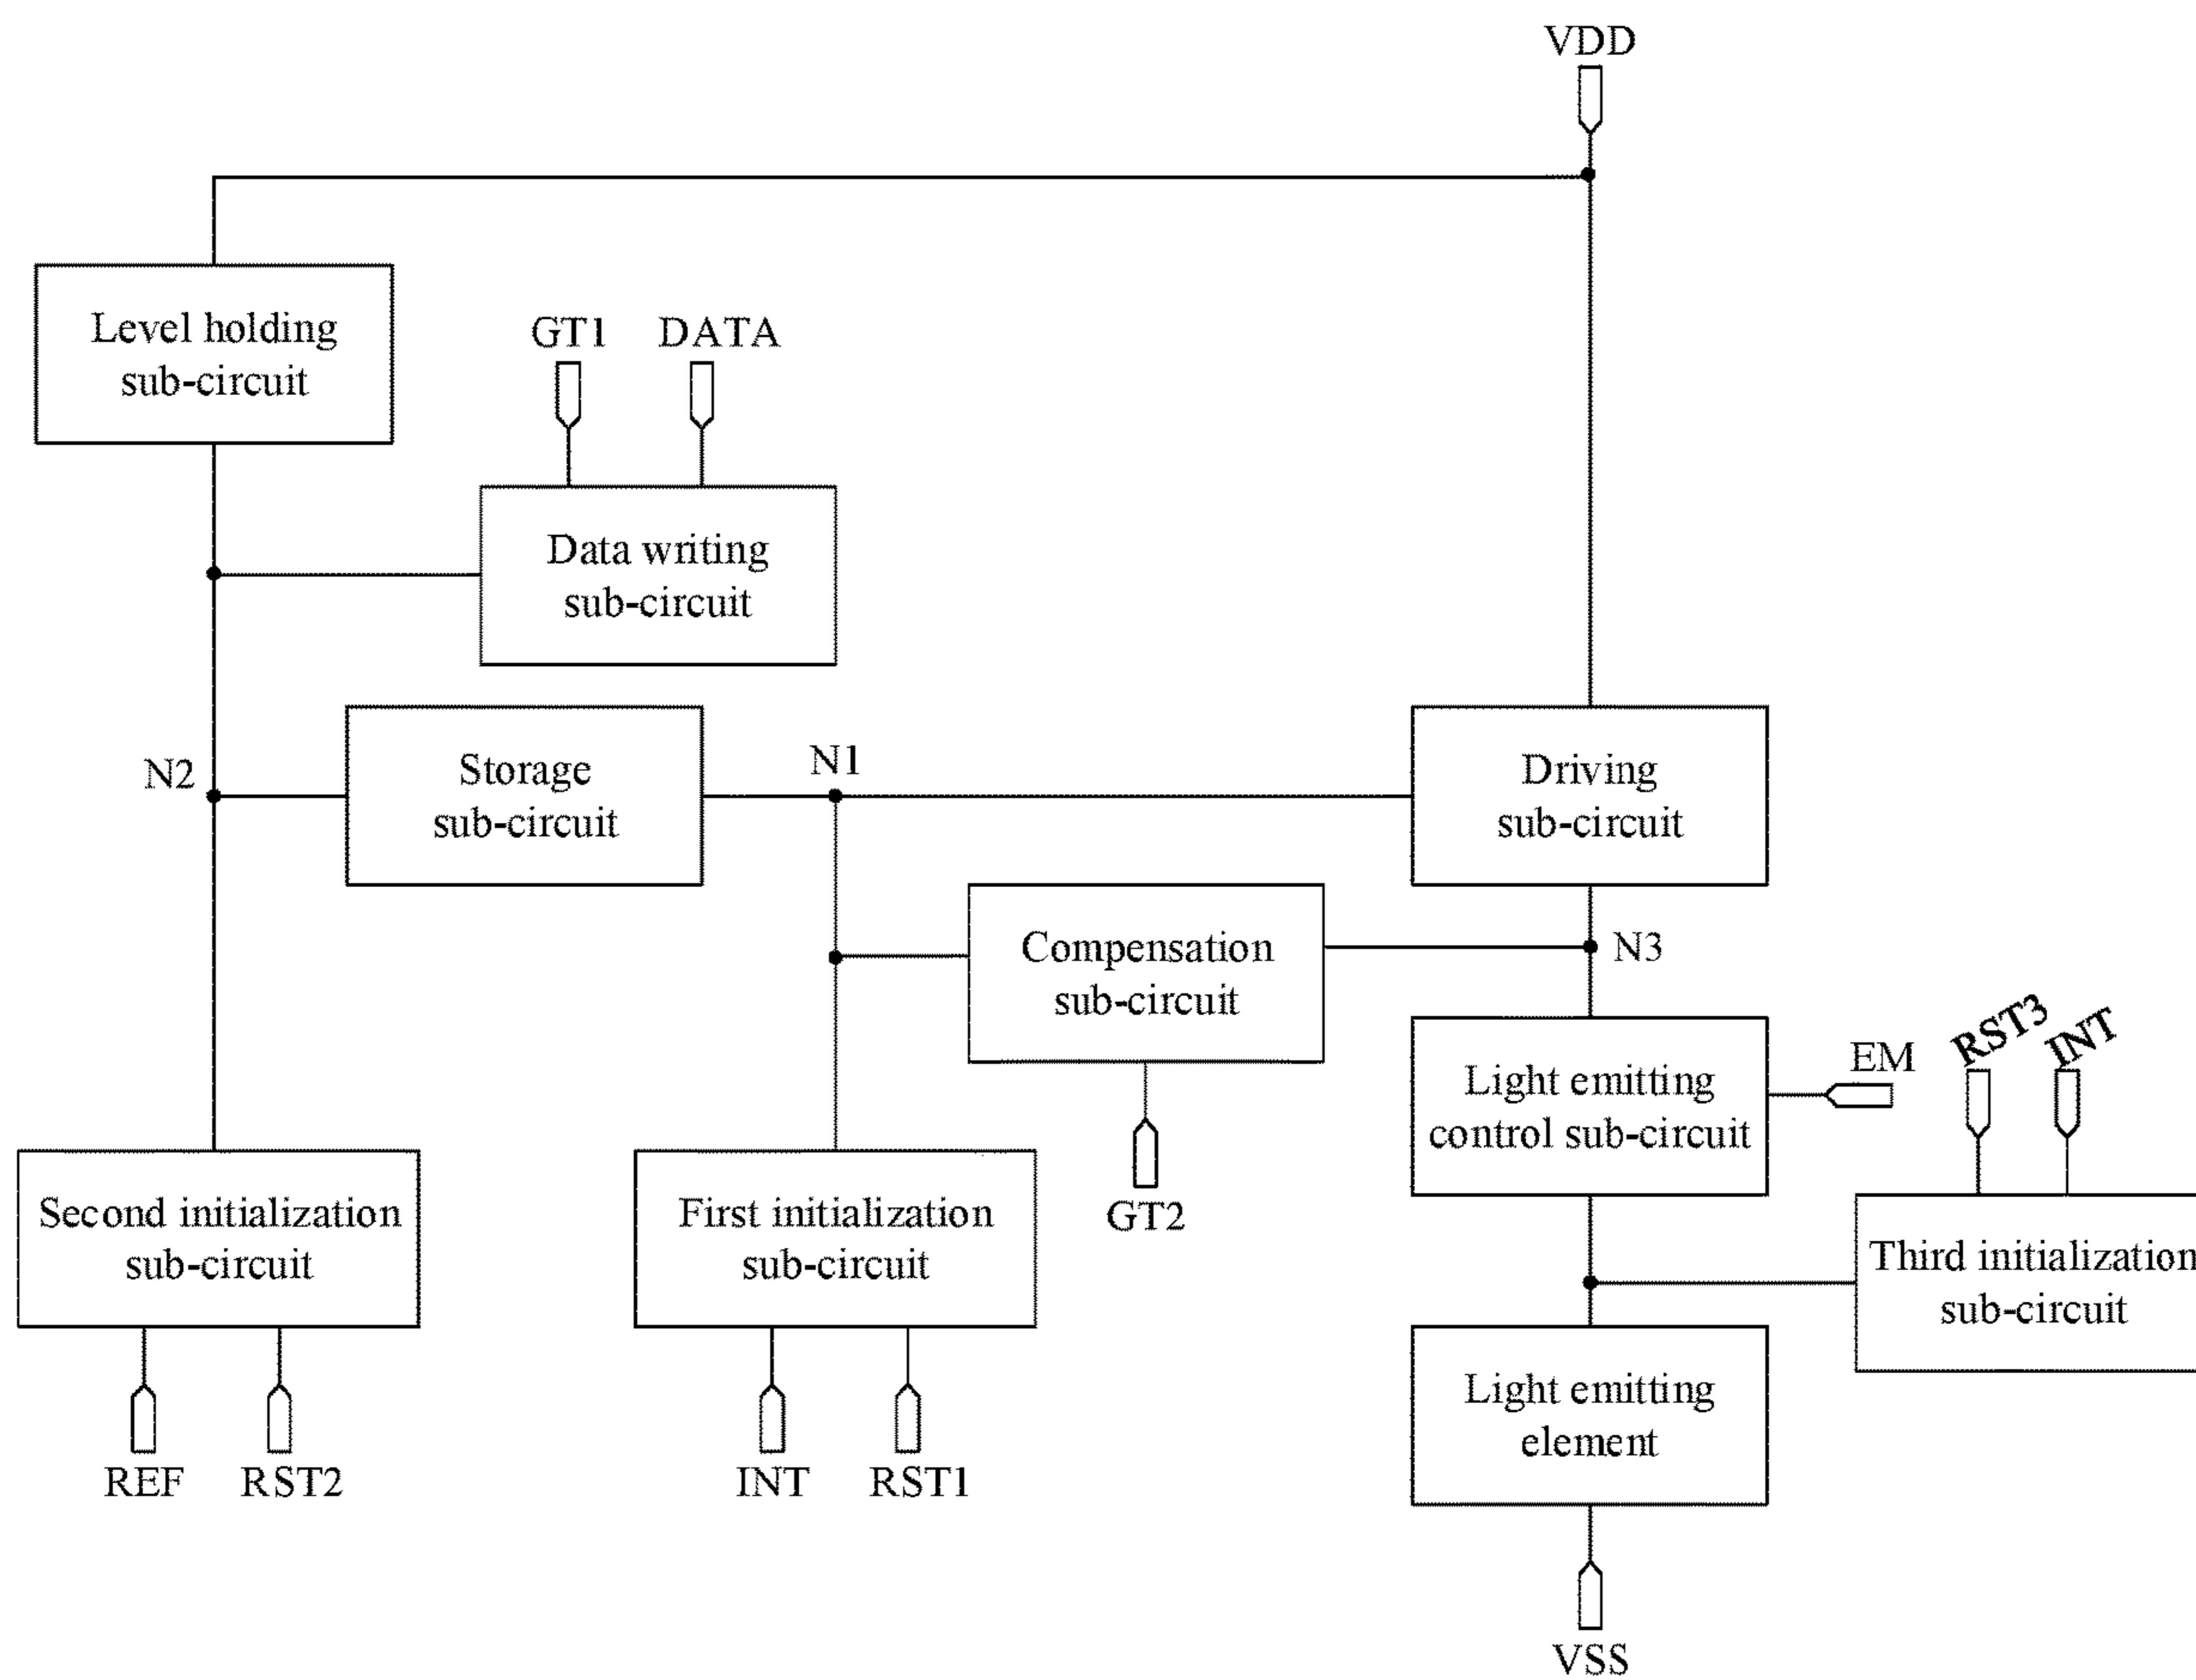 VDD
Level holding
sub-circuit
GT1
DATA
Data writing
sub-circuit
N2
Storage
sub-circuit
N1
Driving
sub-circuit
Compensation
sub-circuit
N3
RST3
INT
EM
Light emitting
control sub-circuit
GT2
Second initialization
sub-circuit
First initialization
sub-circuit
Third initialization
sub-circuit
Light emitting
element
REF
RST2
INT
RST1
VSS